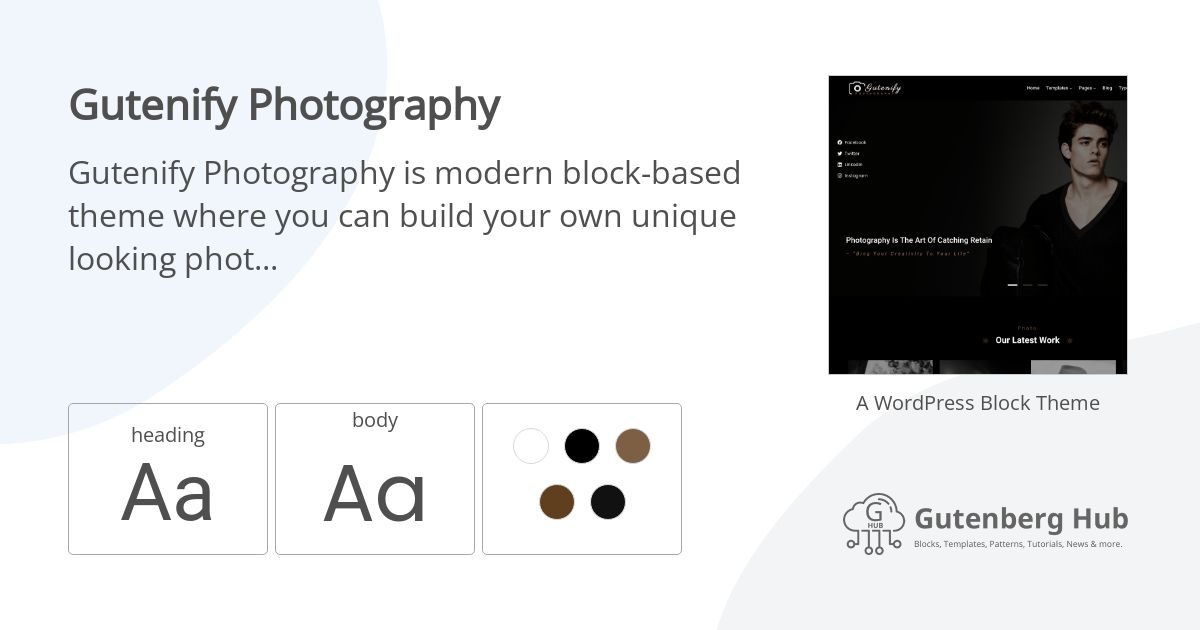 Gutenify Photography
Gutenify Photography is modern block-based
theme where you can build your own unique
looking phot...
heading
Aa
body
Aa
Gutenify
Home Templates Pages Blog Typ
Facebook
Twitter
Linkedin
Instagram
Photography Is The Art Of Catching Retain
~ "Bing Your Creativity To Your Life"
Photo
Our Latest Work
A WordPress Block Theme
G
HUB
Gutenberg Hub
Blocks, Templates, Patterns, Tutorials, News & more.